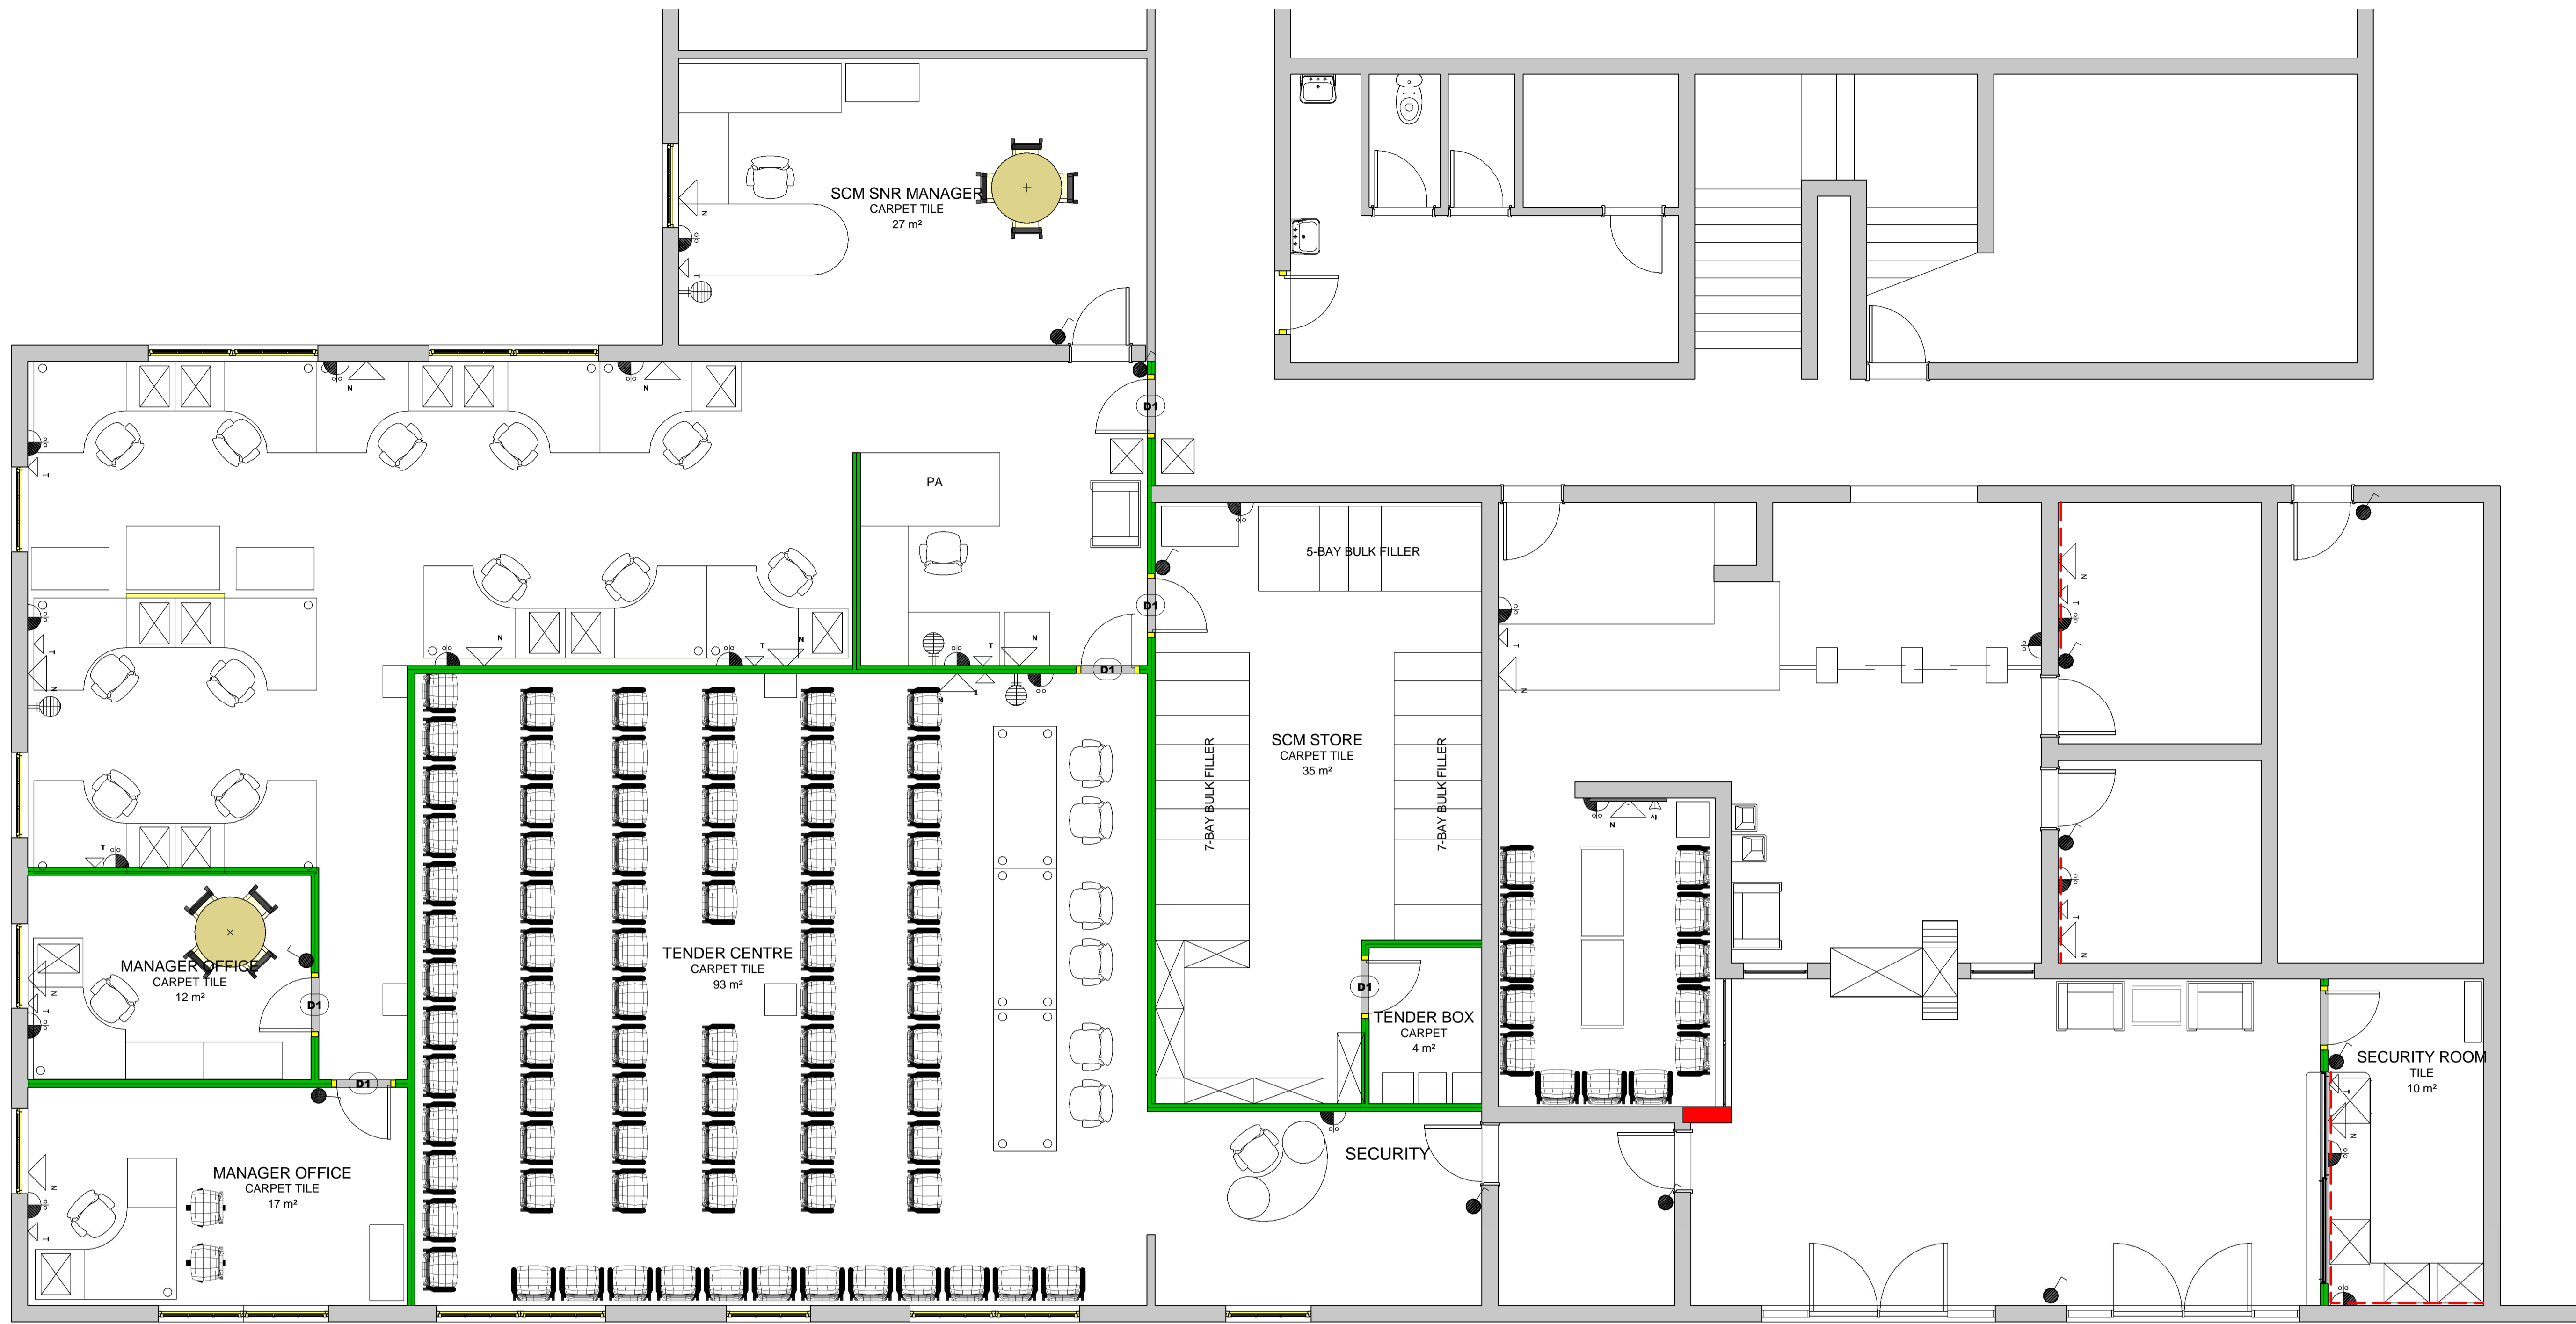 SCM SNR MANAGER
CARPET TILE
27 m²
N
T
N
N
D1
T
PA
5-BAY BULK FILLER
D1
N
T
N
T
N
T
N
D1
N
T
N
T
N
T
N
SCM STORE
CARPET TILE
35 m²
7-BAY BULK FILLER
7-BAY BULK FILLER
T
N
T
TENDER CENTRE
CARPET TILE
93 m²
MANAGER OFFICE
CARPET TILE
12 m²
N
T
D1
D1
TENDER BOX
CARPET
4 m²
T
N
D1
SECURITY ROOM
TILE
10 m²
T
N
SECURITY
MANAGER OFFICE
CARPET TILE
17 m²
N
T